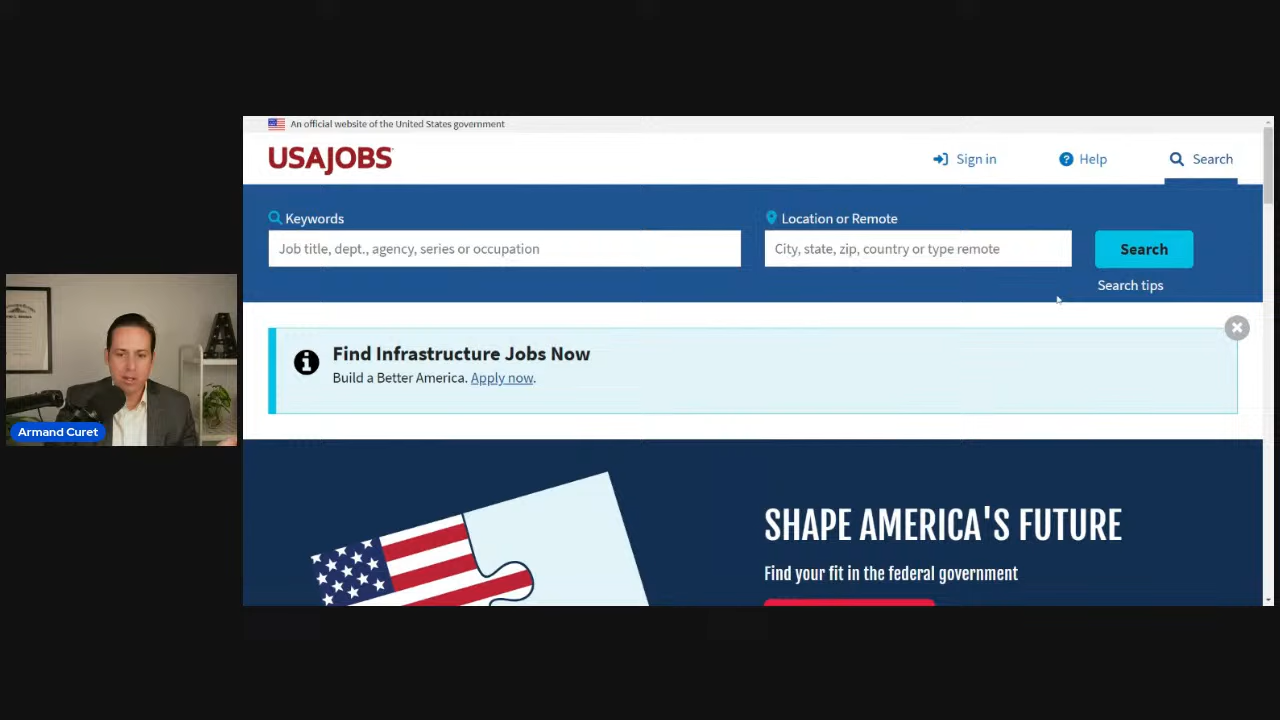 An official website of the United States government
USAJOBS
Sign in
Help
Search
Keywords
Location or Remote
Job title, dept., agency, series or occupation
City, state, zip, country or type remote
Search
Search tips
Find Infrastructure Jobs Now
Build a Better America. Apply now.
Armand Curet
SHAPE AMERICA'S FUTURE
Find your fit in the federal government